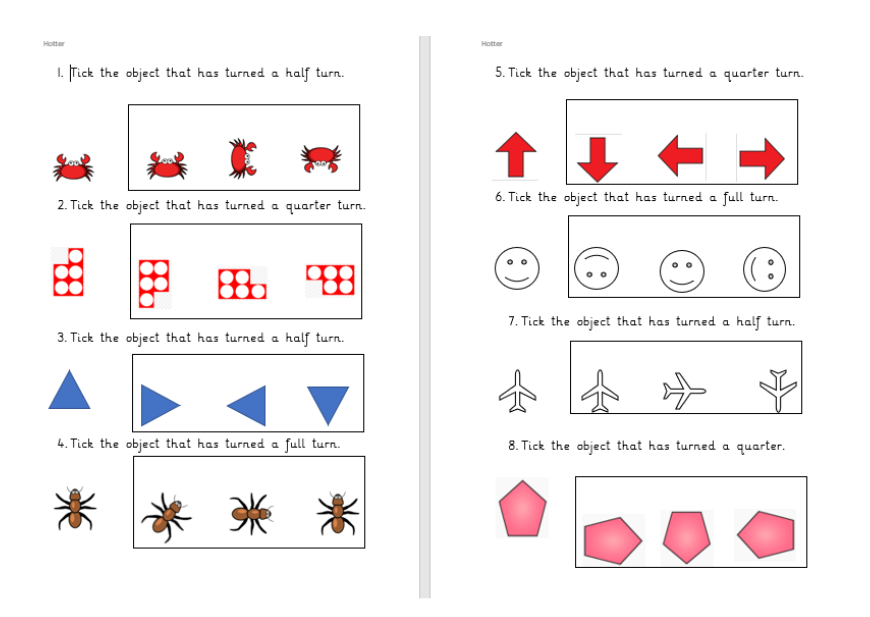 Hotter
1. Tick the object that has turned a half turn.
2. Tick the object that has turned a quarter turn.
3. Tick the object that has turned a half turn.
4. Tick the object that has turned a full turn.
Hotter
5. Tick the object that has turned a quarter turn.
6. Tick the object that has turned a full turn.
7. Tick the object that has turned a half turn.
8. Tick the object that has turned a quarter.